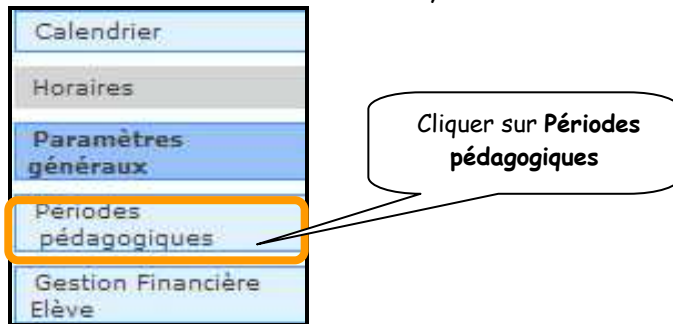 Calendrier
Horaires
Paramètres
généraux
Périodes
pédagogiques
Gestion Financière
Elève
Cliquer sur Périodes
pédagogiques